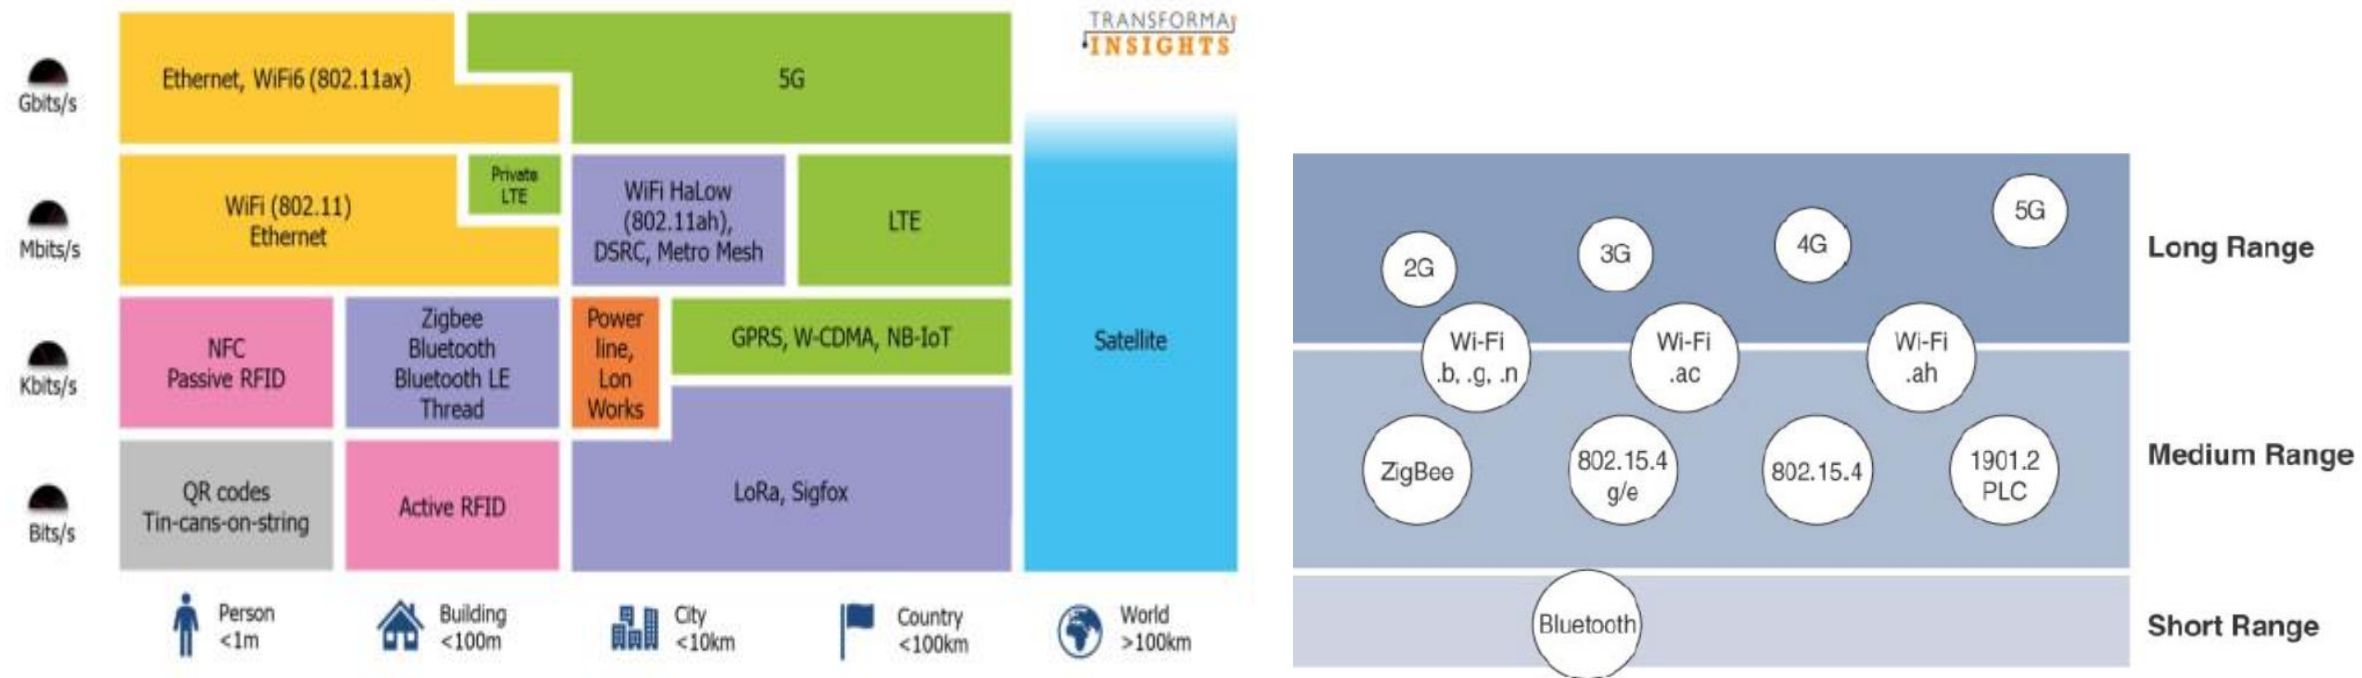 TRANSFORMA
INSIGHTS
Gbits/s
Ethernet, WiFi6 (802.11ax)
5G
Mbits/s
WiFi (802.11)
Ethernet
Private
LTE
WiFi HaLow
(802.11ah),
DSRC, Metro Mesh
LTE
Kbits/s
NFC
Passive RFID
Zigbee
Bluetooth
Bluetooth LE
Thread
Power
line,
Lon
Works
GPRS, W-CDMA, NB-IoT
Satellite
Bits/s
QR codes
Tin-cans-on-string
Active RFID
LoRa, Sigfox
Person
<1m
Building
<100m
City
<10km
Country
<100km
World
>100km
2G
3G
4G
5G
Long Range
Wi-Fi
.b, .g, .n
Wi-Fi
.ac
Wi-Fi
.ah
ZigBee
802.15.4
g/e
802.15.4
1901.2
PLC
Medium Range
Bluetooth
Short Range